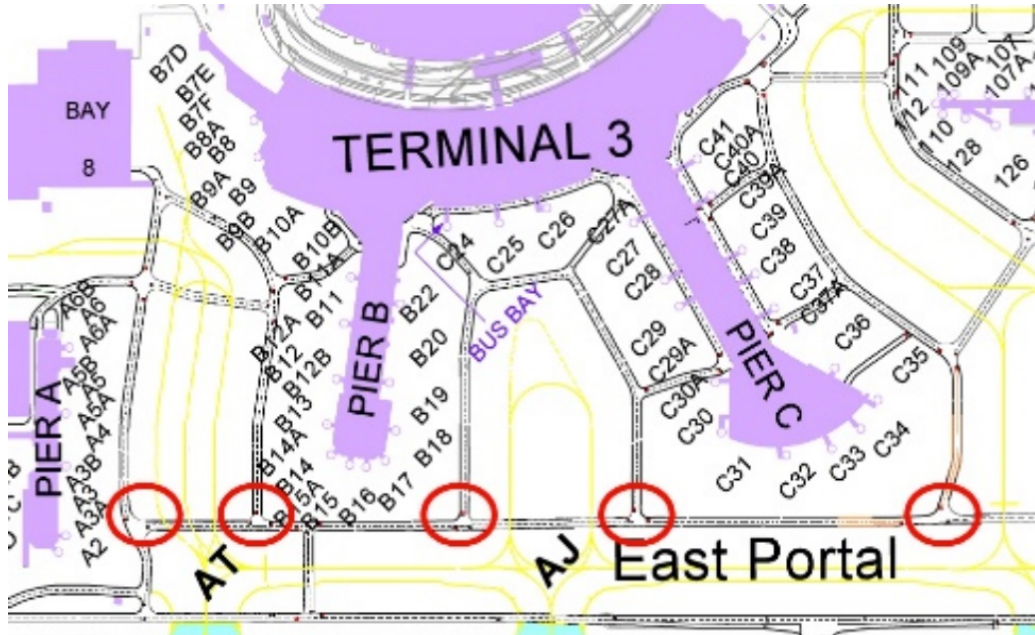 BAY
8
TERMINAL 3
PIER A
PIER B
PIER C
BUS BAY
AT
AJ
East Portal
B7D
B7E
B7F
B8A
B8
B9A
B9
B9B
B10A
B10B
B11A
B11
B12A
B12
B12B
B13
B14A
B14
B15A
B15
B16
B17
B18
B19
B20
B22
C24
C25
C26
C27A
C27
C28
C29
C29A
C30A
C30
C31
C32
C33
C34
C35
C36
C37A
C37
C38
C39
C39A
C40
C40A
C41
A6B
A6
A6A
A5B
A5
A5A
A4
A3B
A3
A3A
A2
111
109
109A
107
107A
112
110
128
126